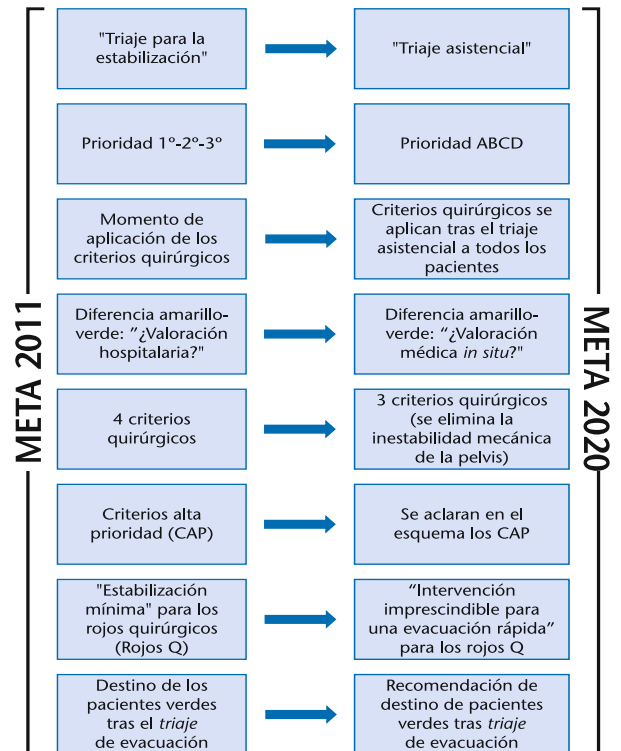 META 2011
META 2020
"Triaje para la
estabilización"
"Triaje asistencial"
Prioridad 1º-2º-3º
Prioridad ABCD
Momento de
aplicación de los
criterios quirúrgicos
Criterios quirúrgicos se
aplican tras el triaje
asistencial a todos los
pacientes
Diferencia amarillo-
verde: “¿Valoración
hospitalaria?"
Diferencia amarillo-
verde: “¿Valoración
médica in situ?"
4 criterios
quirúrgicos
3 criterios quirúrgicos
(se elimina la
inestabilidad mecánica
de la pelvis)
Criterios alta
prioridad (CAP)
Se aclaran en el
esquema los CAP
"Estabilización
mínima" para los
rojos quirúrgicos
(Rojos Q)
“Intervención
imprescindible para
una evacuación rápida”
para los rojos Q
Destino de los
pacientes verdes
tras el triaje
de evacuación
Recomendación de
destino de pacientes
verdes tras triaje
de evacuación